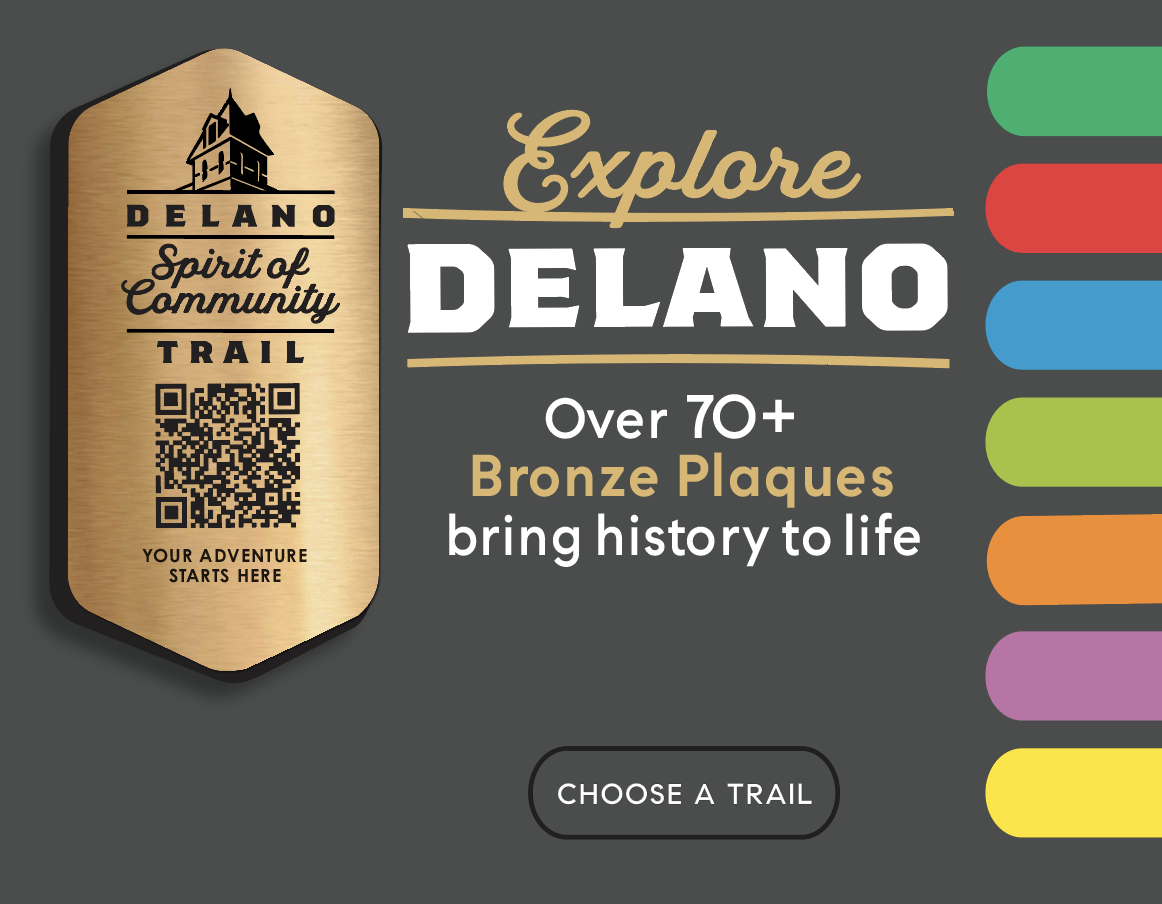 DELANO
Spirit of
Community
TRAIL
YOUR ADVENTURE
STARTS HERE
Explore
DELANO
Over 70+
Bronze Plaques
bring history to life
CHOOSE A TRAIL